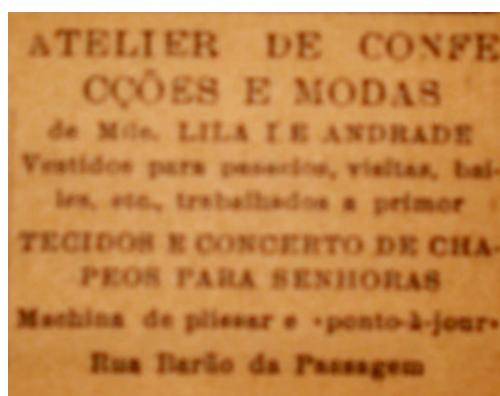 ATELIER DE CONFE
CÇÕES E MODAS
de Mlle. LILA DE ANDRADE
Vestidos para passeios, visitas, bai-
les, etc., trabalhados a primor
TECIDOS E CONCERTO DE CHA-
PEOS PARA SENHORAS
Machina de plissar e «ponto-à-jour»
Rua Barão da Passagem